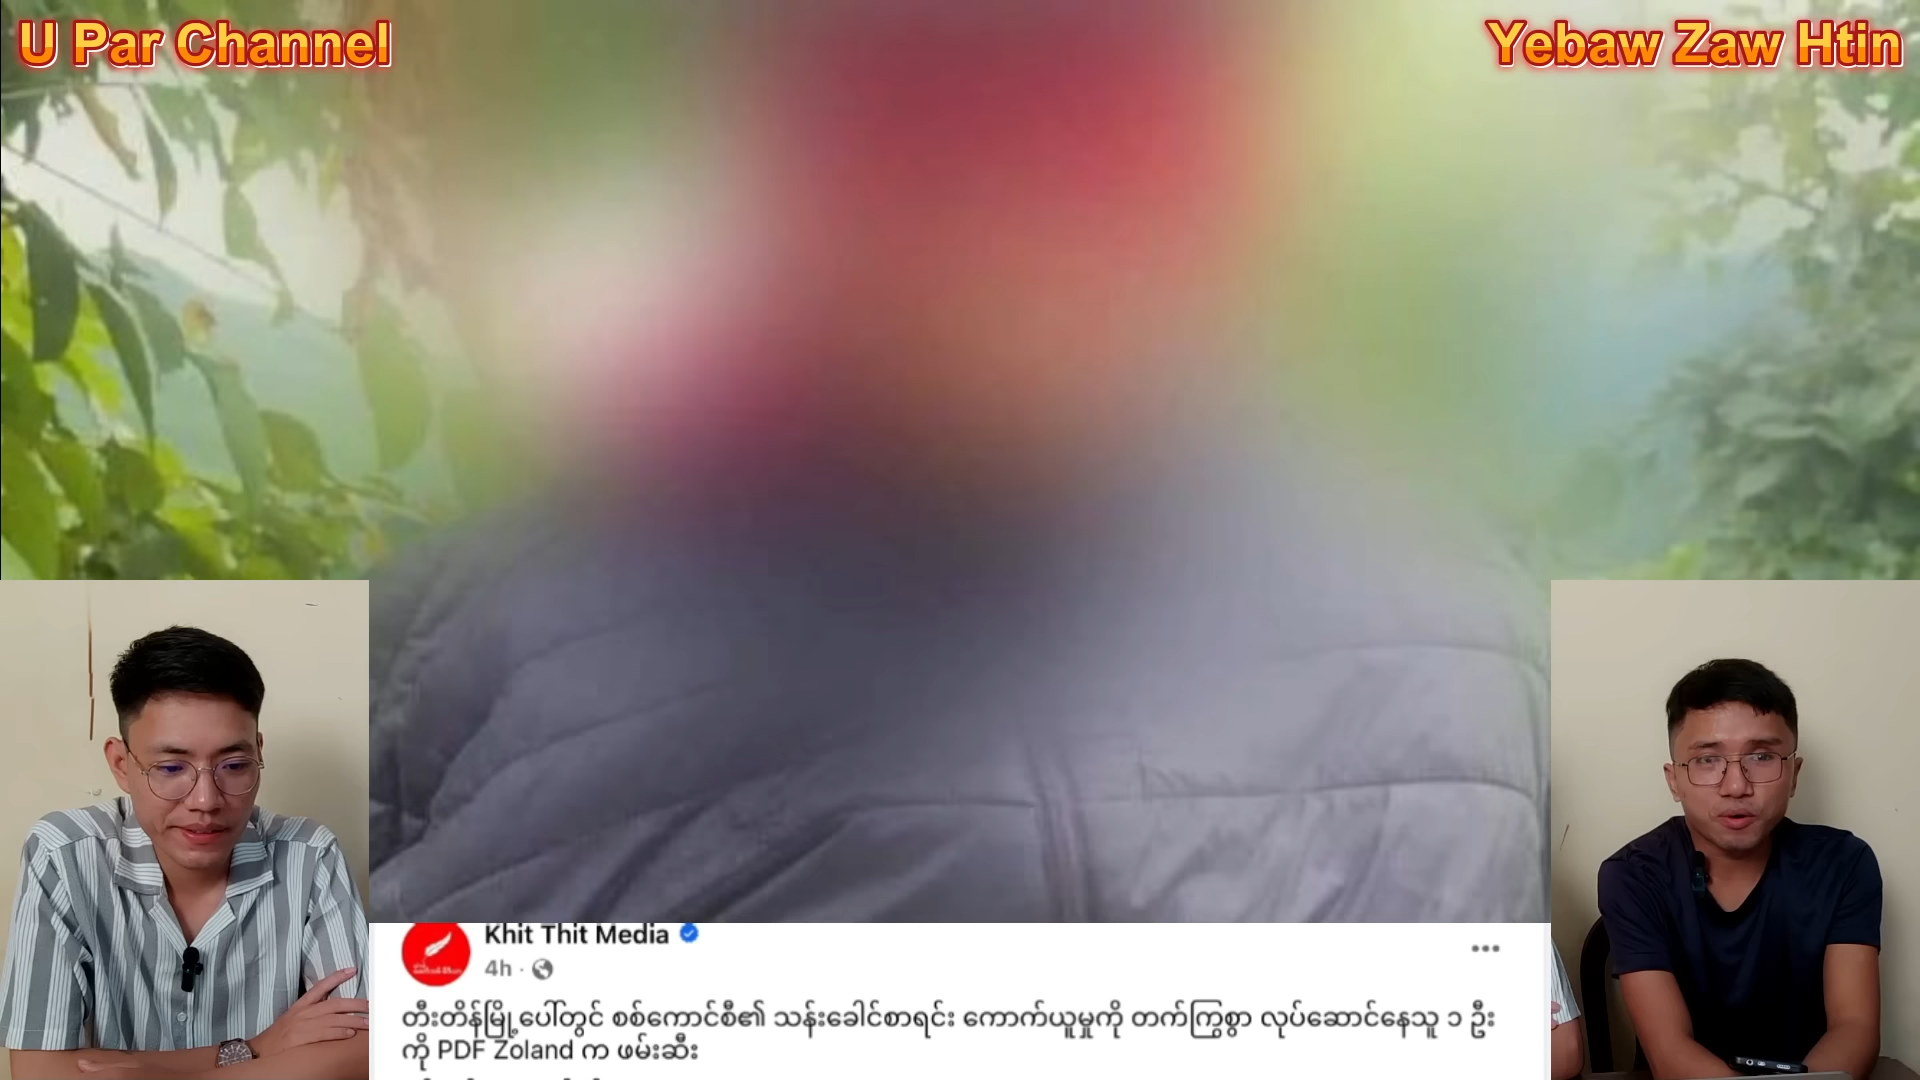 U Par Channel
Yebaw Zaw Htin
Khit Thit Media
4h
တီးတိန်မြို့ပေါ်တွင် စစ်ကောင်စီ၏ သန်းခေါင်စာရင်း ကောက်ယူမှုကို တက်ကြွစွာ လုပ်ဆောင်နေသူ ၁ ဦး
ကို PDF Zoland က ဖမ်းဆီး